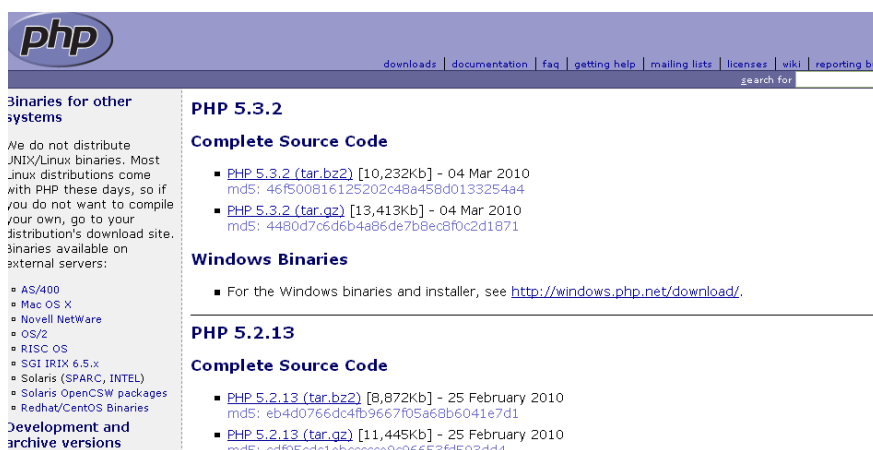 php
downloads | documentation | faq | getting help | mailing lists | licenses | wiki | reporting
search for
Binaries for other
systems
We do not distribute
UNIX/Linux binaries. Most
Linux distributions come
with PHP these days, so if
you do not want to compile
your own, go to your
distribution's download site.
Binaries available on
external servers:
AS/400
Mac OS X
Novell NetWare
OS/2
RISC OS
SGI IRIX 6.5.x
Solaris (SPARC, INTEL)
Solaris OpenCSW packages
Redhat/CentOS Binaries
Development and
archive versions
PHP 5.3.2
Complete Source Code
PHP 5.3.2 (tar.bz2) [10,232Kb] - 04 Mar 2010
md5: 46f500816125202c48a458d0133254a4
PHP 5.3.2 (tar.gz) [13,413Kb] - 04 Mar 2010
md5: 4480d7c6d6b4a86de7b8ec8f0c2d1871
Windows Binaries
For the Windows binaries and installer, see http://windows.php.net/download/.
PHP 5.2.13
Complete Source Code
PHP 5.2.13 (tar.bz2) [8,872Kb] - 25 February 2010
md5: eb4d0766dc4fb9667f05a68b6041e7d1
PHP 5.2.13 (tar.gz) [11,445Kb] - 25 February 2010